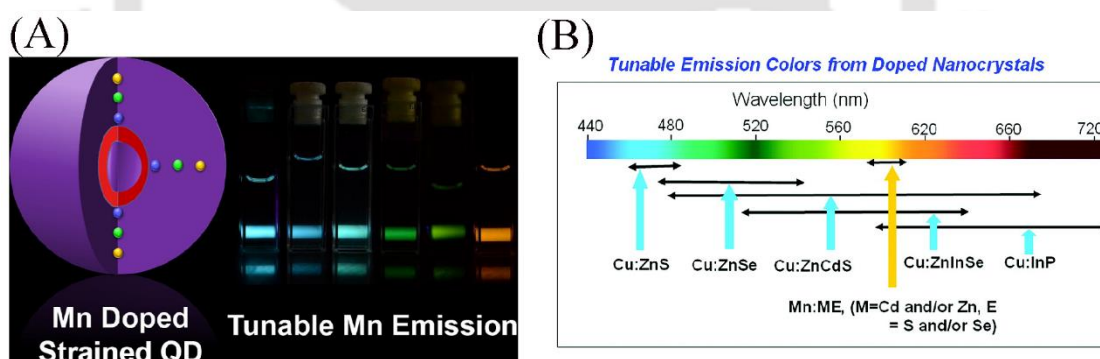 (A)
Mn Doped
Strained QD
Tunable Mn Emission
(B)
Tunable Emission Colors from Doped Nanocrystals
Wavelength (nm)
440 480 520 560 620 660 720
Cu:ZnS
Cu:ZnSe
Cu:ZnCdS
Cu:ZnInSe
Cu:InP
Mn:ME, (M=Cd and/or Zn, E
= S and/or Se)